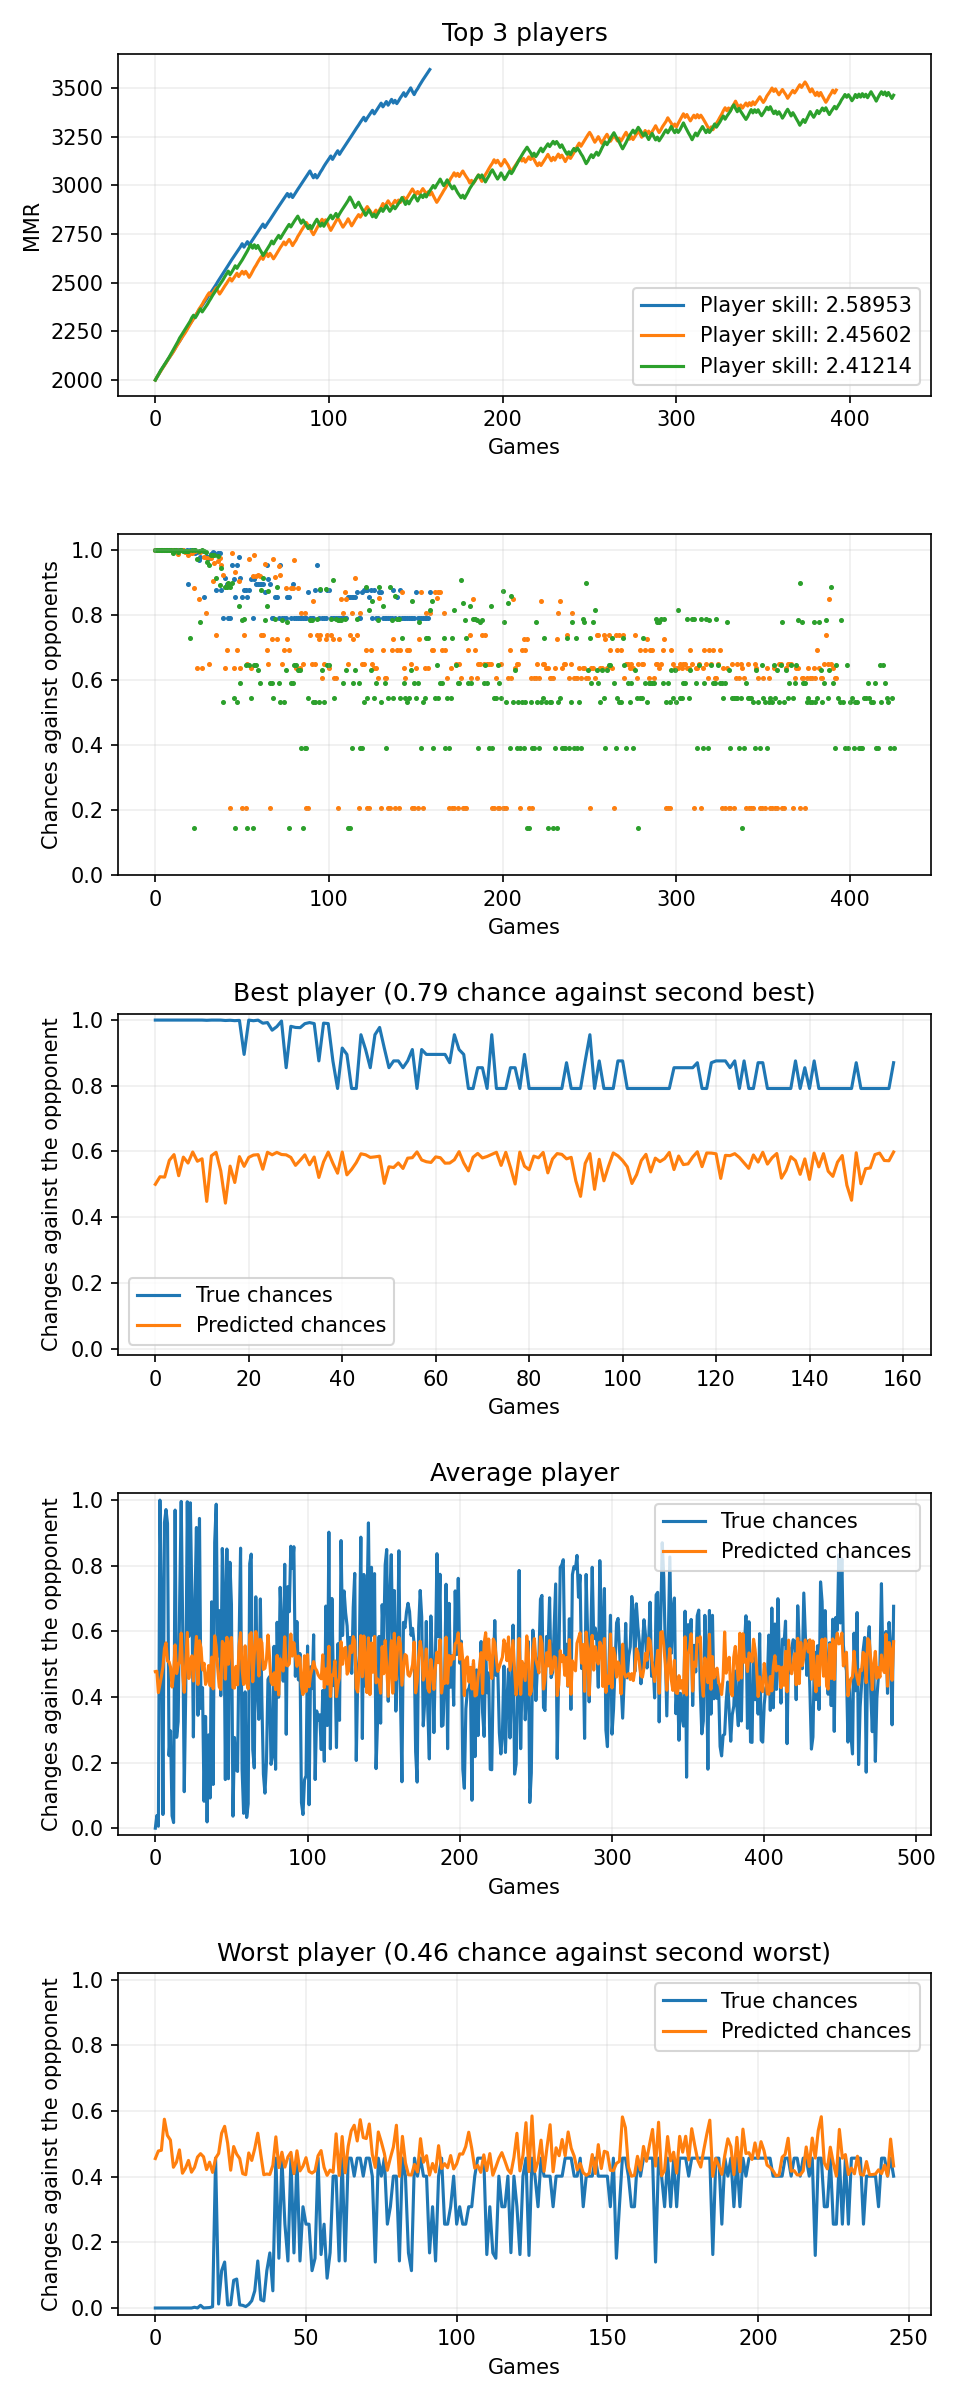 Top 3 players
3500
3250
3000
2750
2500
2250
2000
MMR
Player skill: 2.58953
Player skill: 2.45602
Player skill: 2.41214
0 100 200 300 400
Games
1.0
0.8
0.6
0.4
0.2
0.0
Chances against opponents
0 100 200 300 400
Games
Best player (0.79 chance against second best)
1.0
0.8
0.6
0.4
0.2
0.0
Changes against the oppponent
True chances
Predicted chances
0 20 40 60 80 100 120 140 160
Games
Average player
1.0
0.8
0.6
0.4
0.2
0.0
Changes against the oppponent
True chances
Predicted chances
0 100 200 300 400 500
Games
Worst player (0.46 chance against second worst)
1.0
0.8
0.6
0.4
0.2
0.0
Changes against the oppponent
True chances
Predicted chances
0 50 100 150 200 250
Games